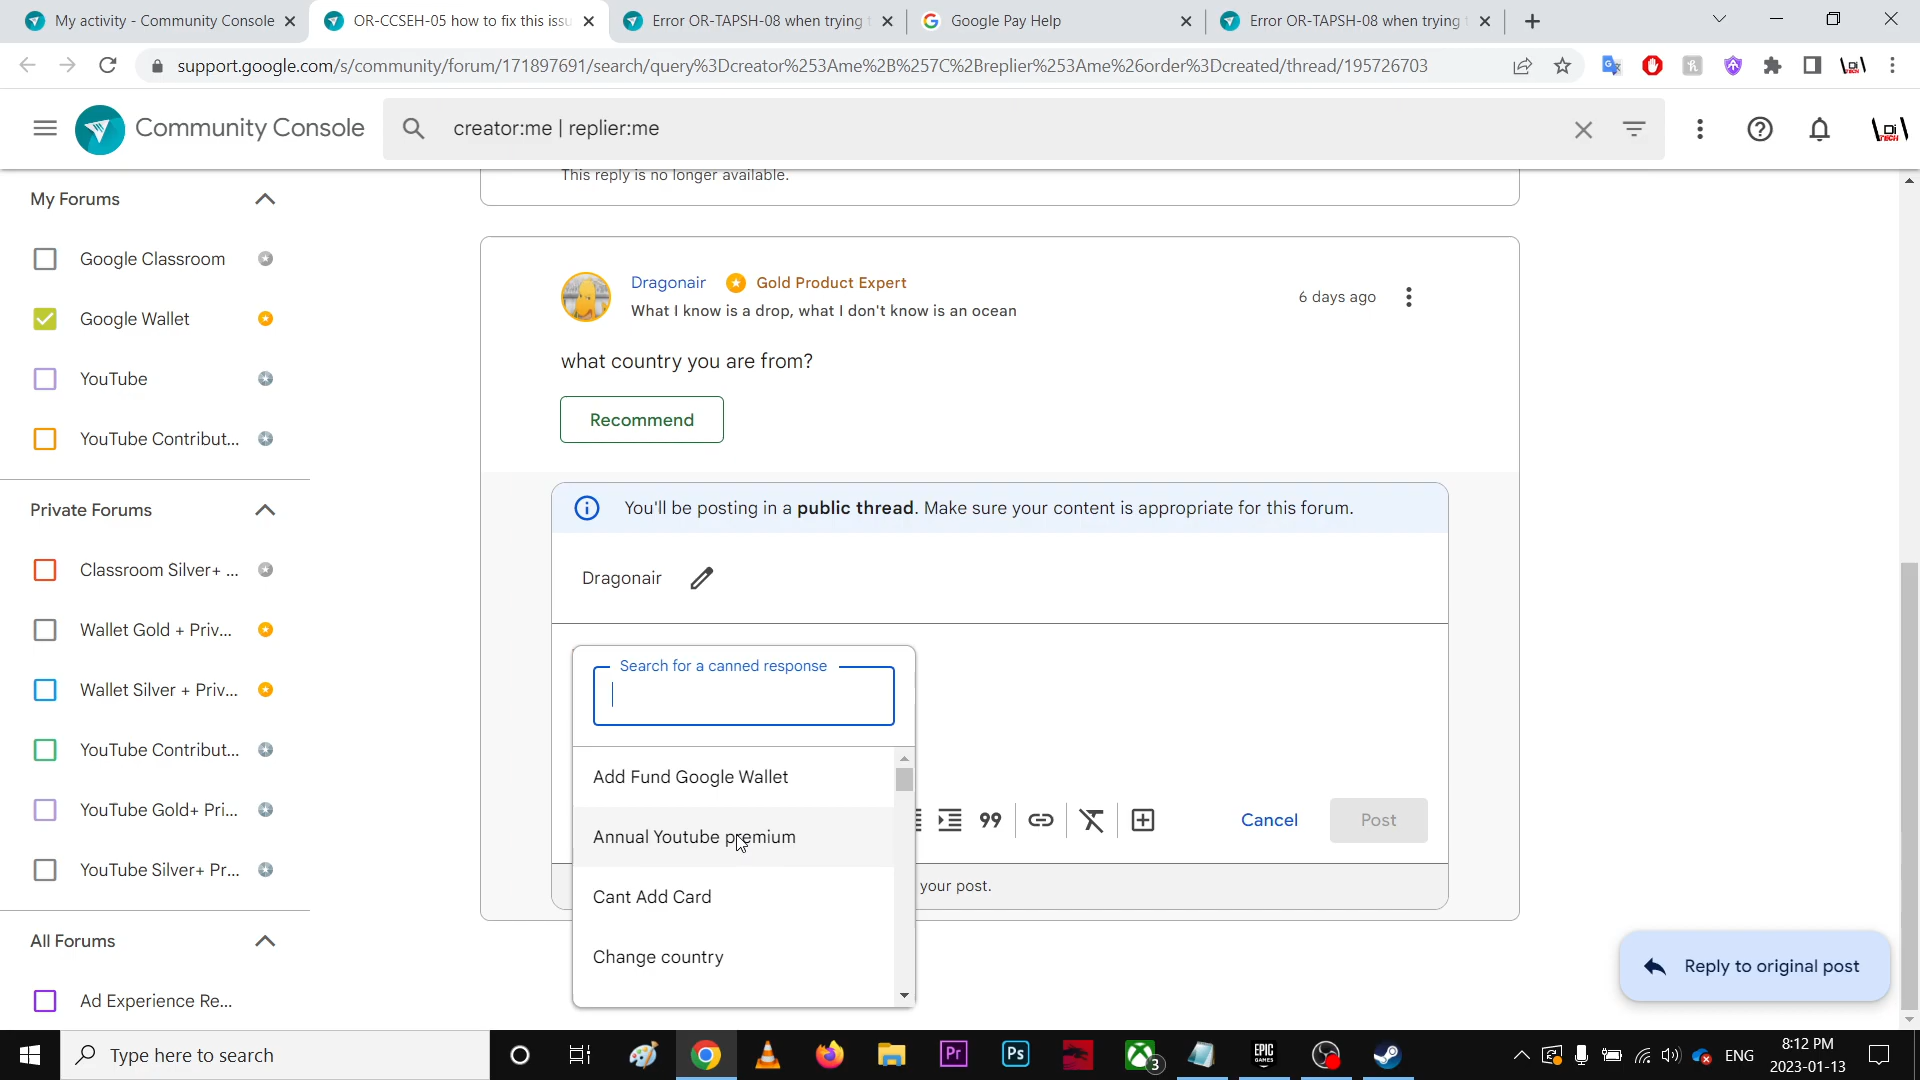 My activity - Community Console
OR-CCSEH-05 how to fix this issu
Error OR-TAPSH-08 when trying t
Google Pay Help
Error OR-TAPSH-08 when trying t
support.google.com/s/community/forum/171897691/search/query%3Dcreator%253Ame%2B%257C%2Breplier%253Ame%26order%3Dcreated/thread/195726703
Community Console
creator:me | replier:me
My Forums
Google Classroom
Google Wallet
YouTube
YouTube Contribut...
Private Forums
Classroom Silver+ ...
Wallet Gold + Priv...
Wallet Silver + Priv...
YouTube Contribut...
YouTube Gold+ Pri...
YouTube Silver+ Pr...
All Forums
Ad Experience Re...
This reply is no longer available.
Dragonair
Gold Product Expert
What I know is a drop, what I don't know is an ocean
6 days ago
what country you are from?
Recommend
You'll be posting in a public thread. Make sure your content is appropriate for this forum.
Dragonair
Search for a canned response
Add Fund Google Wallet
Annual Youtube premium
Cant Add Card
Change country
Cancel
Post
your post.
Reply to original post
Type here to search
Pr
Ps
3
EPIC
GAMES
ENG
8:12 PM
2023-01-13